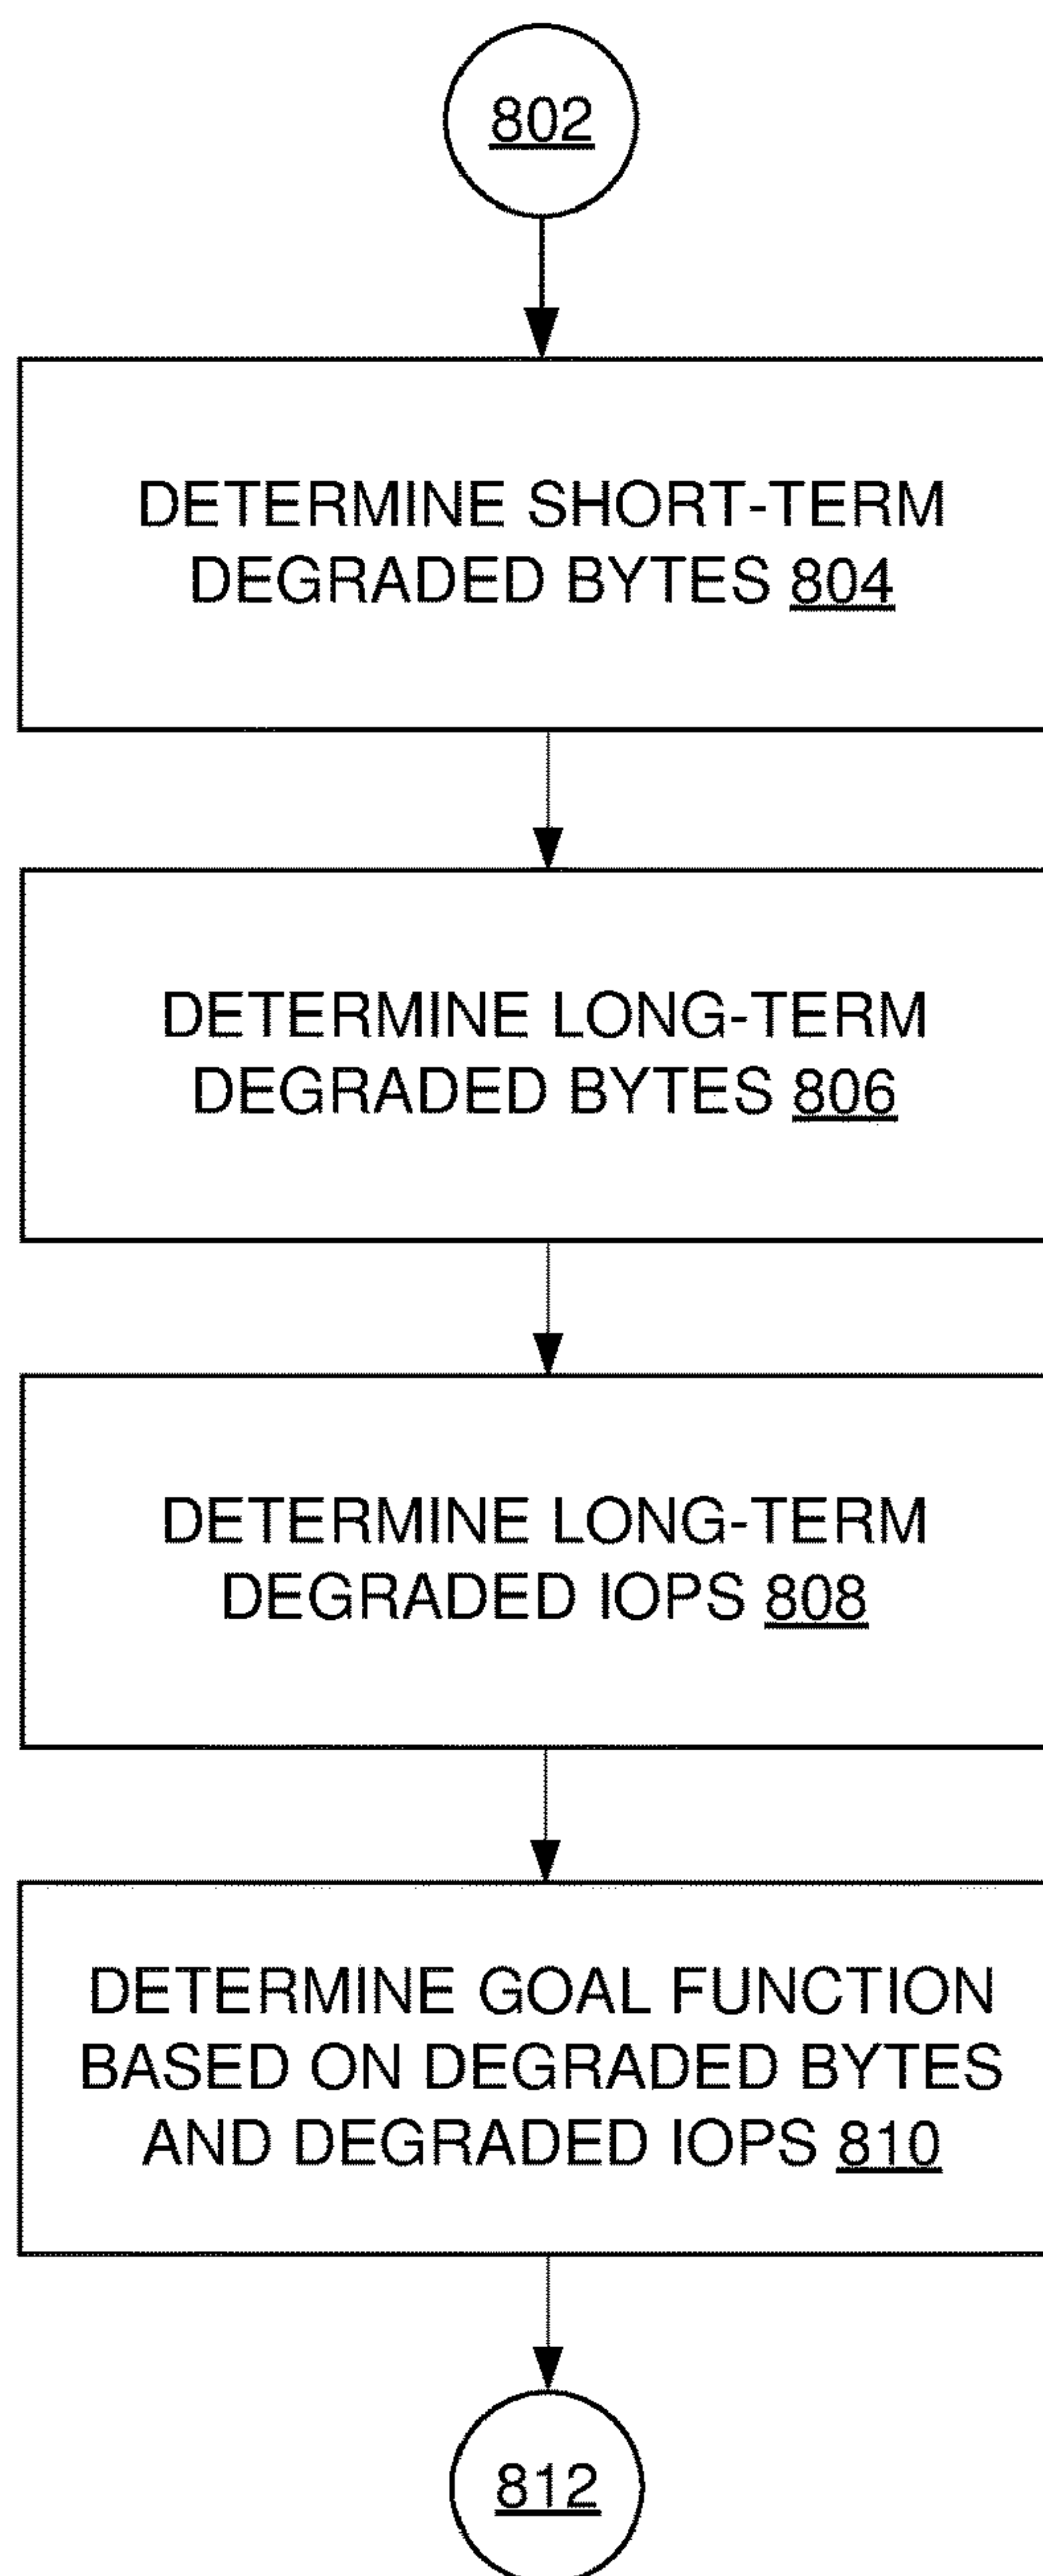 802
DETERMINE SHORT-TERM
DEGRADED BYTES 804
DETERMINE LONG-TERM
DEGRADED BYTES 806
DETERMINE LONG-TERM
DEGRADED IOPS 808
DETERMINE GOAL FUNCTION
BASED ON DEGRADED BYTES
AND DEGRADED IOPS 810
812